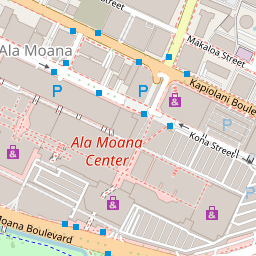 Makaloa Street
Ala Moana
Kapiolani Boule
P
P
P
Kona Street
Ala Moana
Center
Moana Boulevard